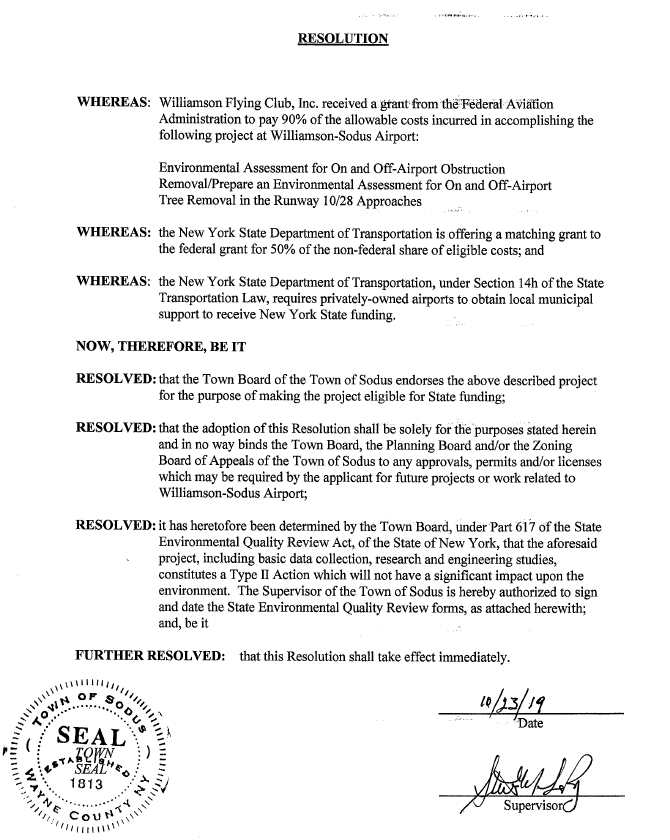 RESOLUTION
WHEREAS: Williamson Flying Club, Inc. received a grant from the Federal Aviation
Administration to pay 90% of the allowable costs incurred in accomplishing the
following project at Williamson-Sodus Airport:
Environmental Assessment for On and Off-Airport Obstruction
Removal/Prepare an Environmental Assessment for On and Off-Airport
Tree Removal in the Runway 10/28 Approaches
WHEREAS: the New York State Department of Transportation is offering a matching grant to
the federal grant for 50% of the non-federal share of eligible costs; and
WHEREAS: the New York State Department of Transportation, under Section 14h of the State
Transportation Law, requires privately-owned airports to obtain local municipal
support to receive New York State funding.
NOW, THEREFORE, BE IT
RESOLVED: that the Town Board of the Town of Sodus endorses the above described project
for the purpose of making the project eligible for State funding;
RESOLVED: that the adoption of this Resolution shall be solely for the purposes stated herein
and in no way binds the Town Board, the Planning Board and/or the Zoning
Board of Appeals of the Town of Sodus to any approvals, permits and/or licenses
which may be required by the applicant for future projects or work related to
Williamson-Sodus Airport;
RESOLVED: it has heretofore been determined by the Town Board, under Part 617 of the State
Environmental Quality Review Act, of the State of New York, that the aforesaid
project, including basic data collection, research and engineering studies,
constitutes a Type II Action which will not have a significant impact upon the
environment. The Supervisor of the Town of Sodus is hereby authorized to sign
and date the State Environmental Quality Review forms, as attached herewith;
and, be it
FURTHER RESOLVED: that this Resolution shall take effect immediately.
10/23/19
Date
Supervisor
TOWN OF SODUS
SEAL
TOWN
ESTABLISHED
SEAL
1813
WAYNE COUNTY NY